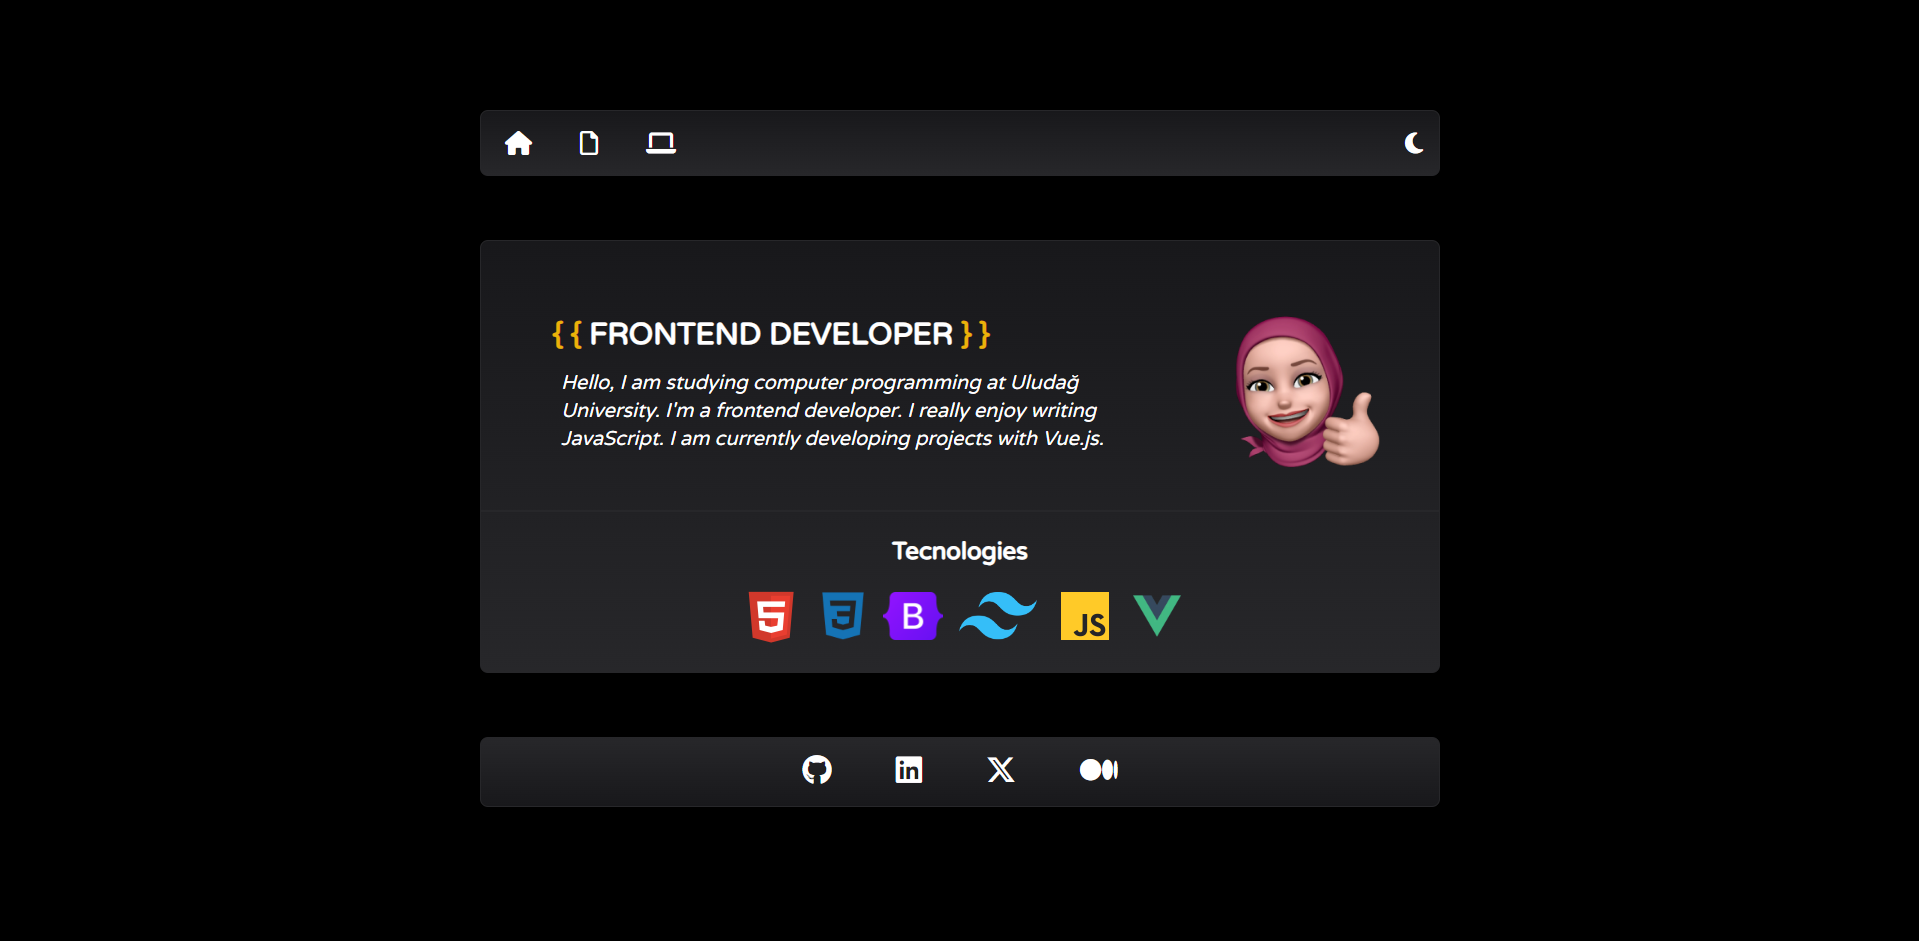 { { FRONTEND DEVELOPER } }
Hello, I am studying computer programming at Uludağ
University. I'm a frontend developer. I really enjoy writing
JavaScript. I am currently developing projects with Vue.js.
Tecnologies
5 3 B JS
in X